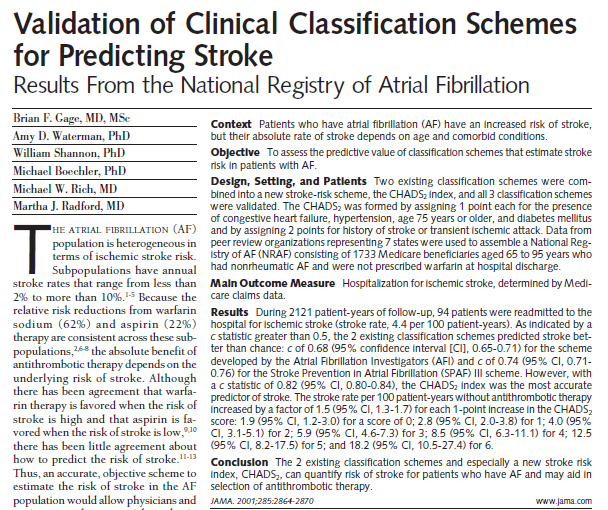 Validation of Clinical Classification Schemes
for Predicting Stroke
Results From the National Registry of Atrial Fibrillation
Brian F. Gage, MD, MSc
Amy D. Waterman, PhD
William Shannon, PhD
Michael Boechler, PhD
Michael W. Rich, MD
Martha J. Radford, MD
THE ATRIAL FIBRILLATION (AF)
population is heterogeneous in
terms of ischemic stroke risk.
Subpopulations have annual
stroke rates that range from less than
2% to more than 10%.1-5 Because the
relative risk reductions from warfarin
sodium (62%) and aspirin (22%)
therapy are consistent across these sub-
populations,2,6-8 the absolute benefit of
antithrombotic therapy depends on the
underlying risk of stroke. Although
there has been agreement that warfa-
rin therapy is favored when the risk of
stroke is high and that aspirin is fa-
vored when the risk of stroke is low,9,10
there has been little agreement about
how to predict the risk of stroke.11-13
Thus, an accurate, objective scheme to
estimate the risk of stroke in the AF
population would allow physicians and
Context Patients who have atrial fibrillation (AF) have an increased risk of stroke,
but their absolute rate of stroke depends on age and comorbid conditions.
Objective To assess the predictive value of classification schemes that estimate stroke
risk in patients with AF.
Design, Setting, and Patients Two existing classification schemes were com-
bined into a new stroke-risk scheme, the CHADS2 index, and all 3 classification schemes
were validated. The CHADS2 was formed by assigning 1 point each for the presence
of congestive heart failure, hypertension, age 75 years or older, and diabetes mellitus
and by assigning 2 points for history of stroke or transient ischemic attack. Data from
peer review organizations representing 7 states were used to assemble a National Reg-
istry of AF (NRAF) consisting of 1733 Medicare beneficiaries aged 65 to 95 years who
had nonrheumatic AF and were not prescribed warfarin at hospital discharge.
Main Outcome Measure Hospitalization for ischemic stroke, determined by Medi-
care claims data.
Results During 2121 patient-years of follow-up, 94 patients were readmitted to the
hospital for ischemic stroke (stroke rate, 4.4 per 100 patient-years). As indicated by a
c statistic greater than 0.5, the 2 existing classification schemes predicted stroke bet-
ter than chance: c of 0.68 (95% confidence interval [CI], 0.65-0.71) for the scheme
developed by the Atrial Fibrillation Investigators (AFI) and c of 0.74 (95% CI, 0.71-
0.76) for the Stroke Prevention in Atrial Fibrillation (SPAF) III scheme. However, with
a c statistic of 0.82 (95% CI, 0.80-0.84), the CHADS2 index was the most accurate
predictor of stroke. The stroke rate per 100 patient-years without antithrombotic therapy
increased by a factor of 1.5 (95% CI, 1.3-1.7) for each 1-point increase in the CHADS2
score: 1.9 (95% CI, 1.2-3.0) for a score of 0; 2.8 (95% CI, 2.0-3.8) for 1; 4.0 (95%
CI, 3.1-5.1) for 2; 5.9 (95% CI, 4.6-7.3) for 3; 8.5 (95% CI, 6.3-11.1) for 4; 12.5
(95% CI, 8.2-17.5) for 5; and 18.2 (95% CI, 10.5-27.4) for 6.
Conclusion The 2 existing classification schemes and especially a new stroke risk
index, CHADS2, can quantify risk of stroke for patients who have AF and may aid in
selection of antithrombotic therapy.
JAMA. 2001;285:2864-2870
www.jama.com